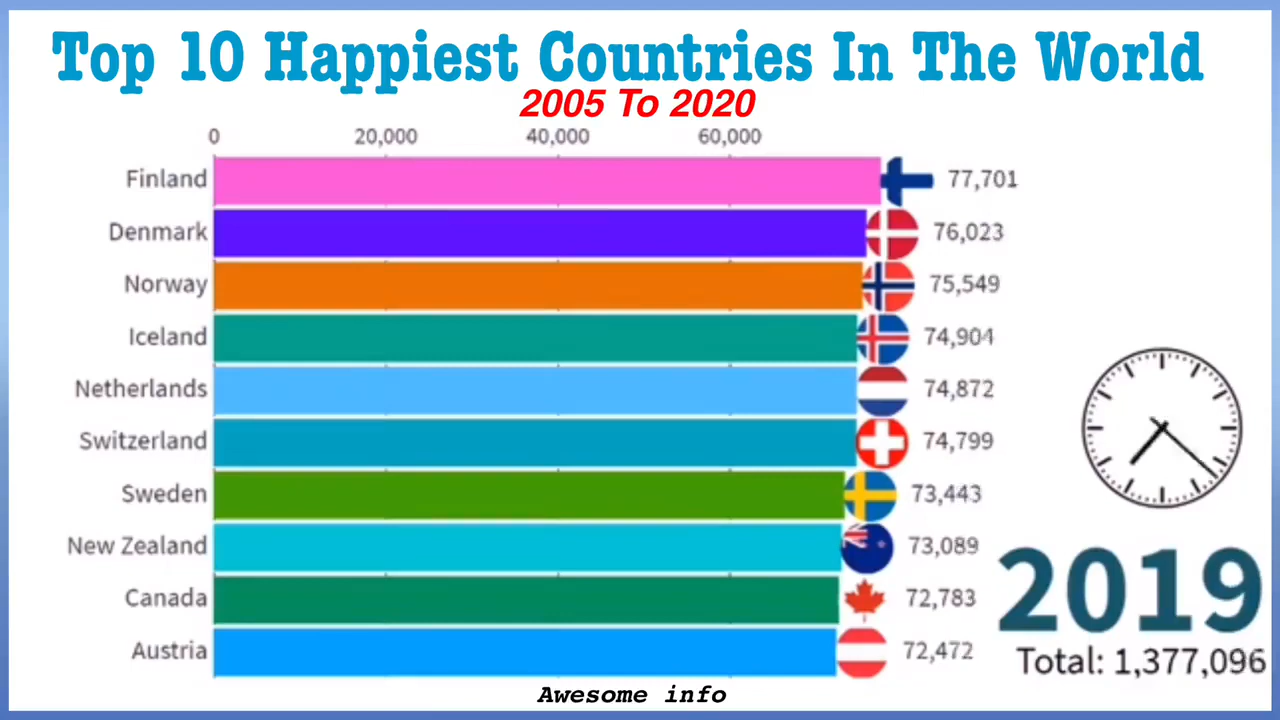 Top 10 Happiest Countries In The World
2005 To 2020
0 20,000 40,000 60,000
Finland 77,701
Denmark 76,023
Norway 75,549
Iceland 74,904
Netherlands 74,872
Switzerland 74,799
Sweden 73,443
New Zealand 73,089
Canada 72,783
Austria 72,472
2019
Total: 1,377,096
Awesome info